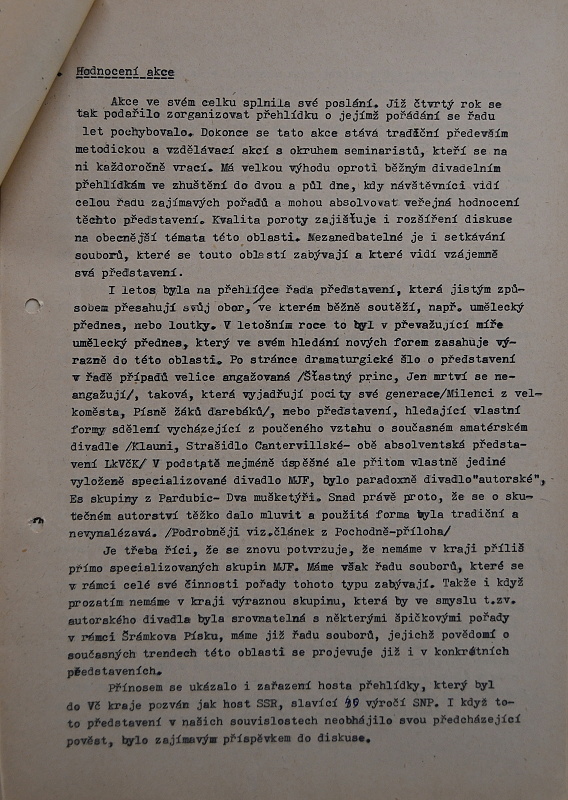 Hodnocení akce
Akce ve svém celku splnila své poslání. Již čtvrtý rok se
tak podařilo zorganizovat přehlídku o jejímž pořádání se řadu
let pochybovalo. Dokonce se tato akce stává tradiční především
metodickou a vzdělávací akcí s okruhem seminaristů, kteří se na
ni každoročně vrací. Má velkou výhodu oproti běžným divadelním
přehlídkám ve zhuštění do dvou a půl dne, kdy návštěvníci vidí
celou řadu zajímavých pořadů a mohou absolvovat veřejná hodnocení
těchto představení. Kvalita poroty zajišťuje i rozšíření diskuse
na obecnější témata této oblasti. Nezanedbatelné je i setkávání
souborů, které se touto oblastí zabývají a které vidí vzájemně
svá představení.
I letos byla na přehlídce řada představení, která jistým způ-
sobem přesahují svůj obor, ve kterém běžně soutěží, např. umělecký
přednes, nebo loutky. V letošním roce to byl v převažující míře
umělecký přednes, který ve svém hledání nových forem zasahuje vý-
razně do této oblasti. Po stránce dramaturgické šlo o představení
v řadě případů velice angažovaná /Šťastný princ, Jen mrtví se ne-
angažují/, taková, která vyjadřují pocity své generace/Milenci z vel-
koměsta, Písně žáků darebáků/, nebo představení, hledající vlastní
formy sdělení vycházející z poučeného vztahu o současném amatérském
divadle /Klauni, Strašidlo Cantervillské- obě absolventská předsta-
vení LkVČK/ V podstatě nejméně úspěšné ale přitom vlastně jediné
vyloženě specializované divadlo MJF, bylo paradoxně divadlo"autorské",
Es skupiny z Pardubic- Dva mušketýři. Snad právě proto, že se o sku-
tečném autorství těžko dalo mluvit a použitá forma byla tradiční a
nevynalézavá. /Podrobněji viz.článek z Pochodně-příloha/
Je třeba říci, že se znovu potvrzuje, že nemáme v kraji příliš
přímo specializovaných skupin MJF. Máme však řadu souborů, které se
v rámci celé své činnosti pořady tohoto typu zabývají. Takže i když
prozatím nemáme v kraji výraznou skupinu, která by ve smyslu t.zv.
autorského divadla byla srovnatelná s některými špičkovými pořady
v rámci Šrámkova Písku, máme již řadu souborů, jejichž povědomí o
současných trendech této oblasti se projevuje již i v konkrétních
představeních.
Přínosem se ukázalo i zařazení hosta přehlídky, který byl
do Vč kraje pozván jak host SSR, slavící 40 výročí SNP. I když to-
to představení v našich souvislostech neobhájilo svou předcházející
pověst, bylo zajímavým příspěvkem do diskuse.